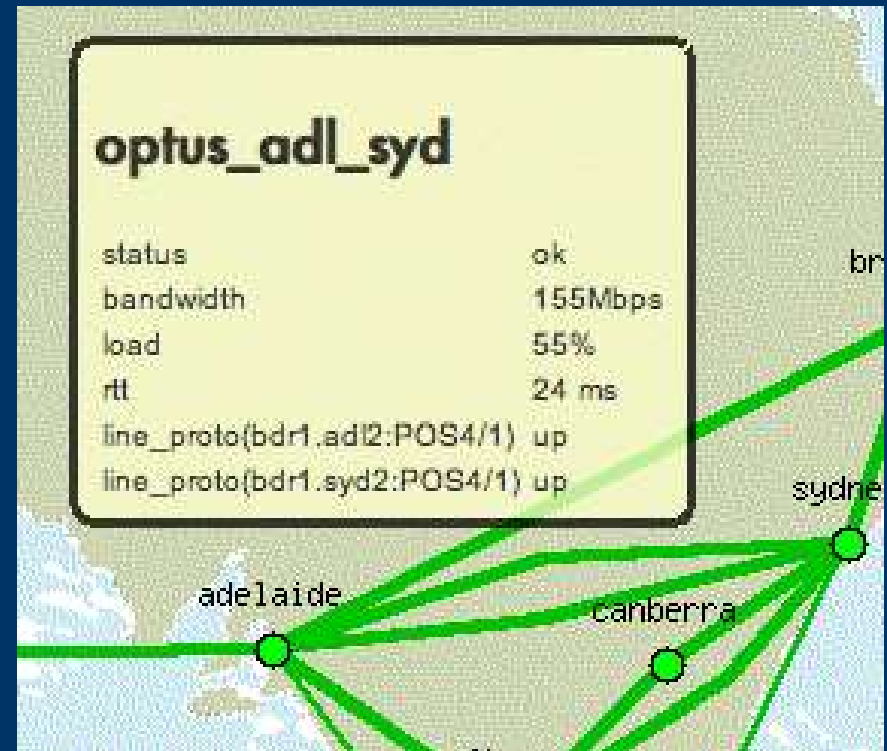 optus_adl_syd
status ok
bandwidth 155Mbps
load 55%
rtt 24 ms
line_proto(bdr1.adl2:POS4/1) up
line_proto(bdr1.syd2:POS4/1) up
br
sydne
adelaide
canberra